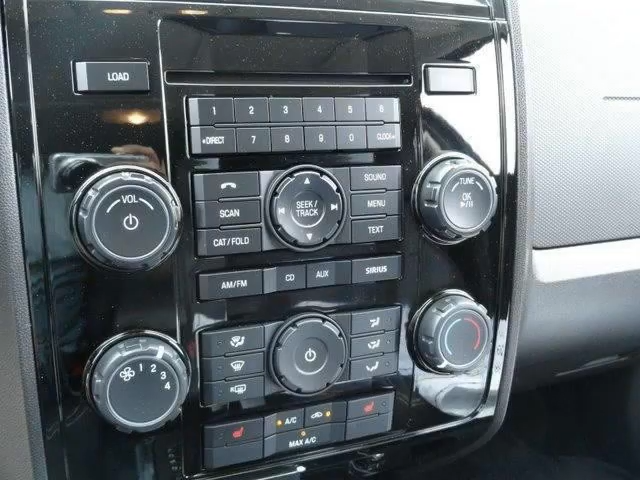 LOAD
1 2 3 4 5 6
DIRECT 7 8 9 0 CLOCK
VOL
SCAN
CAT/FOLD
SEEK/
TRACK
SOUND
MENU
TEXT
TUNE
OK
AM/FM CD AUX SIRIUS
1 2 3 4
R
A/C
MAX A/C